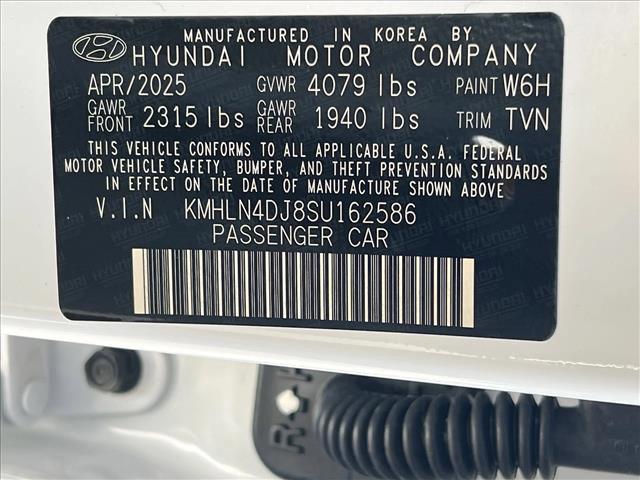 MANUFACTURED IN KOREA BY
HYUNDAI MOTOR COMPANY
APR/2025 GVWR 4079 lbs PAINT W6H
GAWR FRONT 2315 lbs GAWR REAR 1940 lbs TRIM TVN
THIS VEHICLE CONFORMS TO ALL APPLICABLE U.S.A. FEDERAL
MOTOR VEHICLE SAFETY, BUMPER, AND THEFT PREVENTION STANDARDS
IN EFFECT ON THE DATE OF MANUFACTURE SHOWN ABOVE.
V.I.N KMHLN4DJ8SU162586
PASSENGER CAR